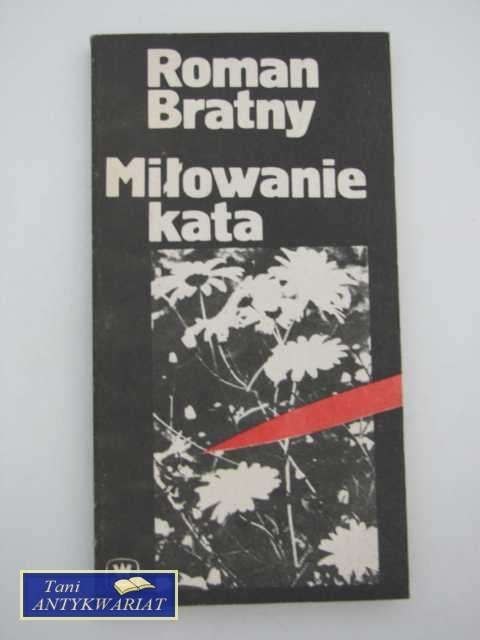 Roman
Bratny
Miłowanie
kata
Tani
ANTYKWARIAT